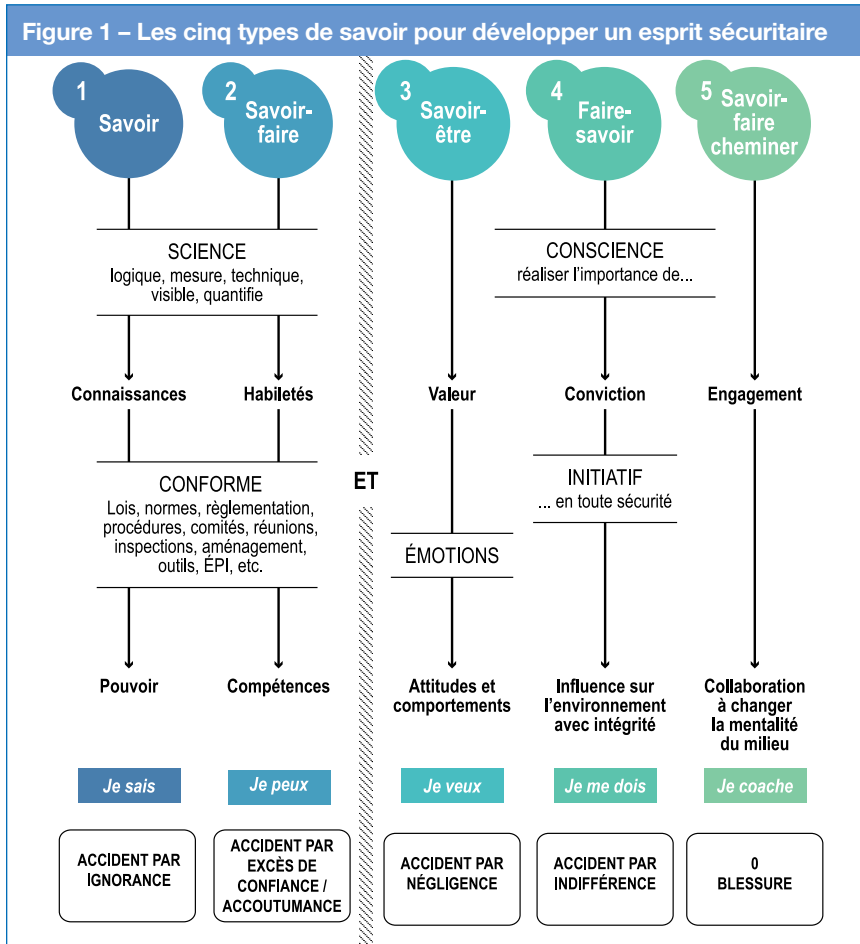 Figure 1 – Les cinq types de savoir pour développer un esprit sécuritaire
1
Savoir
2
Savoir-
faire
3
Savoir-
être
4
Faire-
savoir
5
Savoir-
faire
cheminer
SCIENCE
logique, mesure, technique,
visible, quantifie
CONSCIENCE
réaliser l'importance de...
Connaissances
Habiletés
Valeur
Conviction
Engagement
CONFORME
Lois, normes, règlementation,
procédures, comités, réunions,
inspections, aménagement,
outils, ÉPI, etc.
ET
INITIATIF
... en toute sécurité
ÉMOTIONS
Pouvoir
Compétences
Attitudes et
comportements
Influence sur
l'environnement
avec intégrité
Collaboration
à changer
la mentalité
du milieu
Je sais
Je peux
Je veux
Je me dois
Je coache
ACCIDENT PAR
IGNORANCE
ACCIDENT PAR
EXCÈS DE
CONFIANCE /
ACCOUTUMANCE
ACCIDENT PAR
NÉGLIGENCE
ACCIDENT PAR
INDIFFÉRENCE
0
BLESSURE